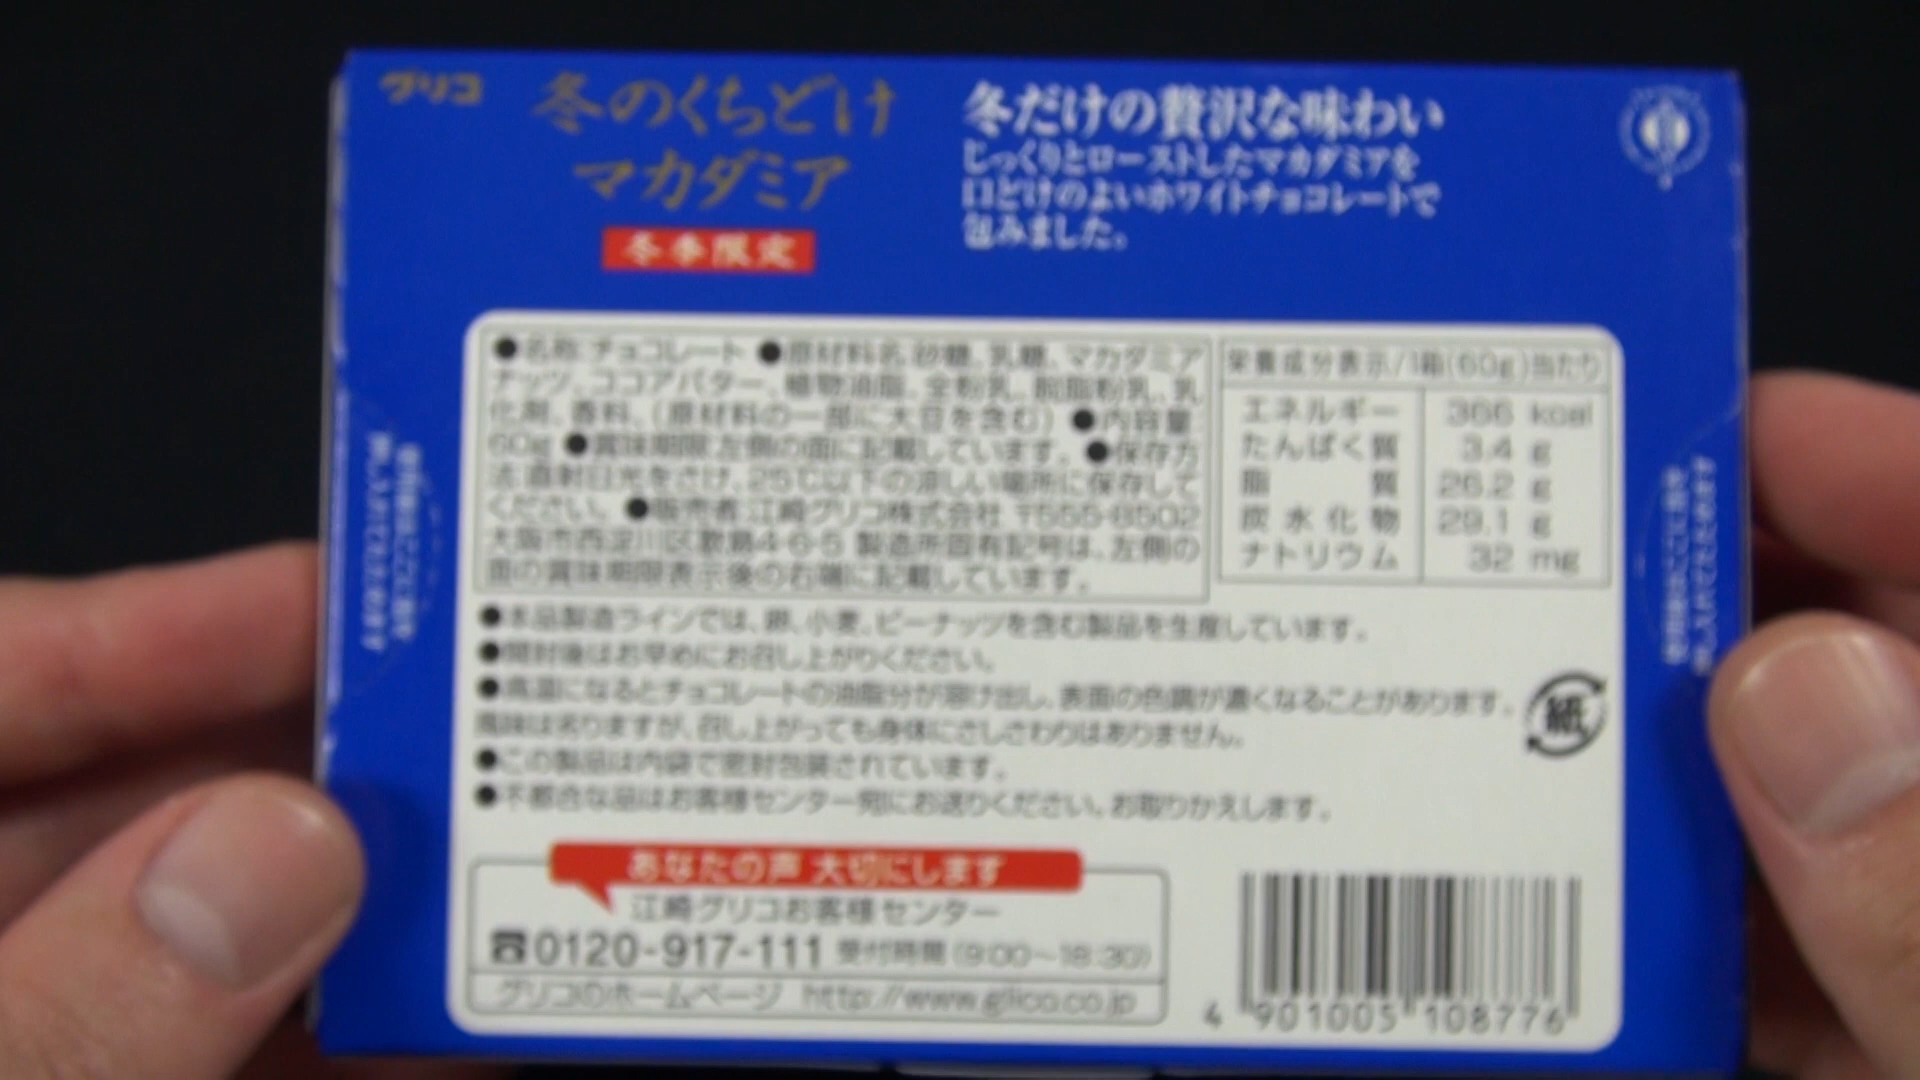 グリコ
冬のくちどけ
マカダミア
冬季限定
冬だけの贅沢な味わい
じっくりとローストしたマカダミアを
口どけのよいホワイトチョコレートで
包みました。
●名称 チョコレート ●原材料名 砂糖、乳糖、マカダミア
ナッツ、ココアバター、植物油脂、全粉乳、脱脂粉乳、乳
化剤、香料、(原材料の一部に大豆を含む) ●内容量
60g ●賞味期限 左側の面に記載しています。 ●保存方
法 直射日光をさけ、25℃以下の涼しい場所に保存して
ください。 ●販売者 江崎グリコ株式会社 〒555-8502
大阪市西淀川区歌島4-6-5 製造所固有記号は、左側の
面の賞味期限表示後の右端に記載しています。
栄養成分表示/1箱(60g)当たり
エネルギー 366 kcal
たんぱく質 3.4 g
脂質 26.2 g
炭水化物 29.1 g
ナトリウム 32 mg
●本品製造ラインでは、卵、小麦、ピーナッツを含む製品を生産しています。
●開封後はお早めにお召し上がりください。
●高温になるとチョコレートの油脂分が溶け出し、表面の色調が濃くなることがあります。
風味は劣りますが、召し上がっても身体にさしさわりはありません。
●この製品は内袋で密封包装されています。
●不都合な品はお客様センター宛にお送りください。お取りかえします。
紙
あなたの声 大切にします
江崎グリコお客様センター
☎0120-917-111 受付時間(9:00〜18:30)
グリコのホームページ http://www.glico.co.jp
4 901005 108776